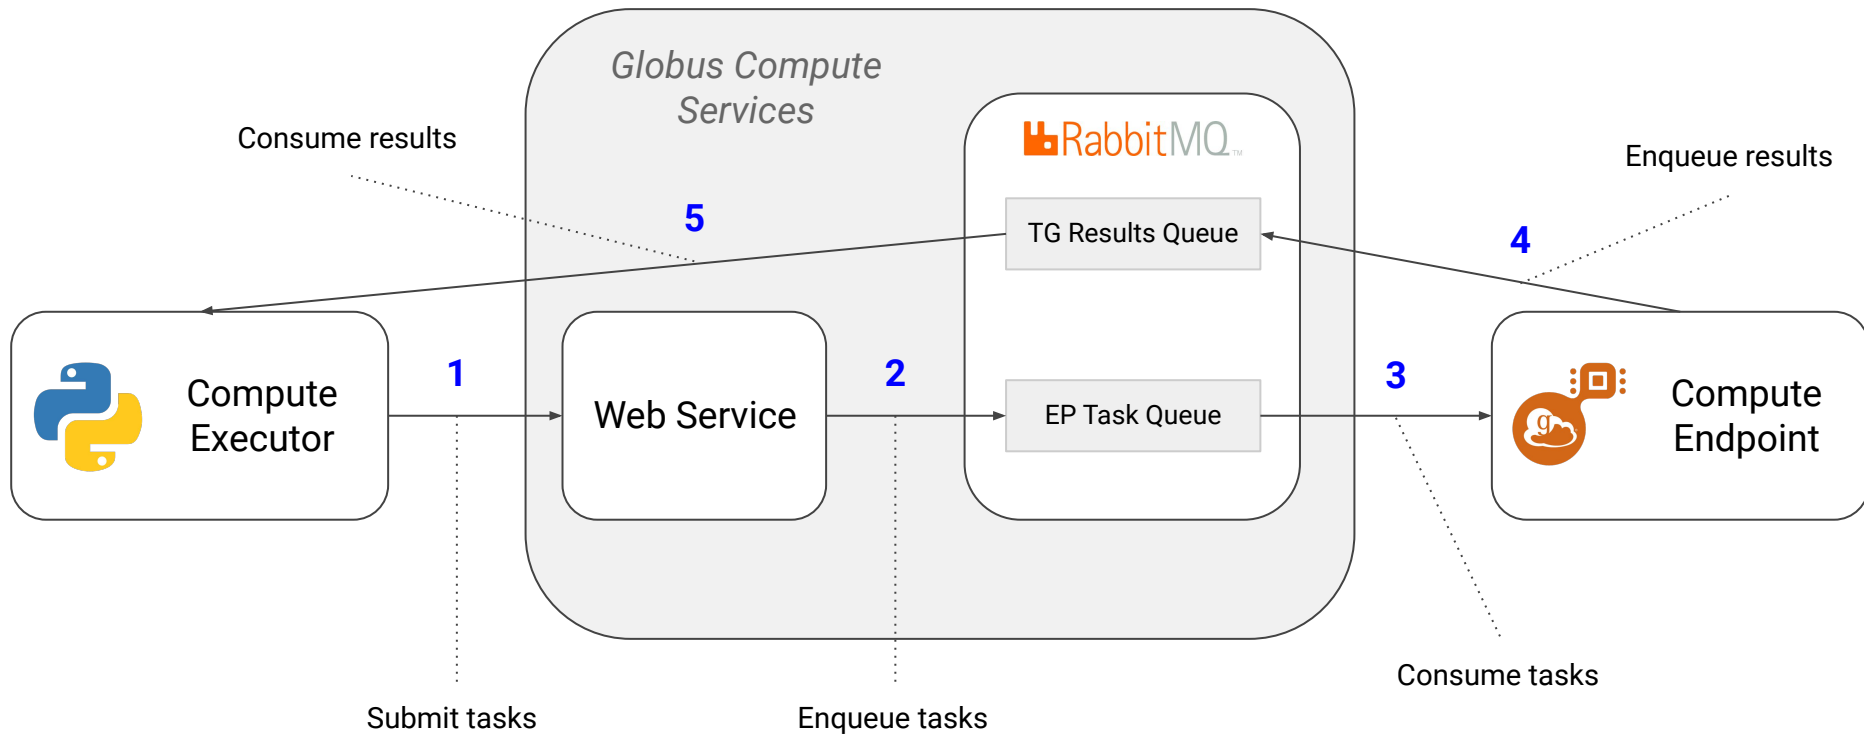 Globus Compute
Services
Consume results
RabbitMQ™
Enqueue results
5
TG Results Queue
4
Compute
Executor
1
Web Service
2
EP Task Queue
3
g
Compute
Endpoint
Submit tasks
Enqueue tasks
Consume tasks